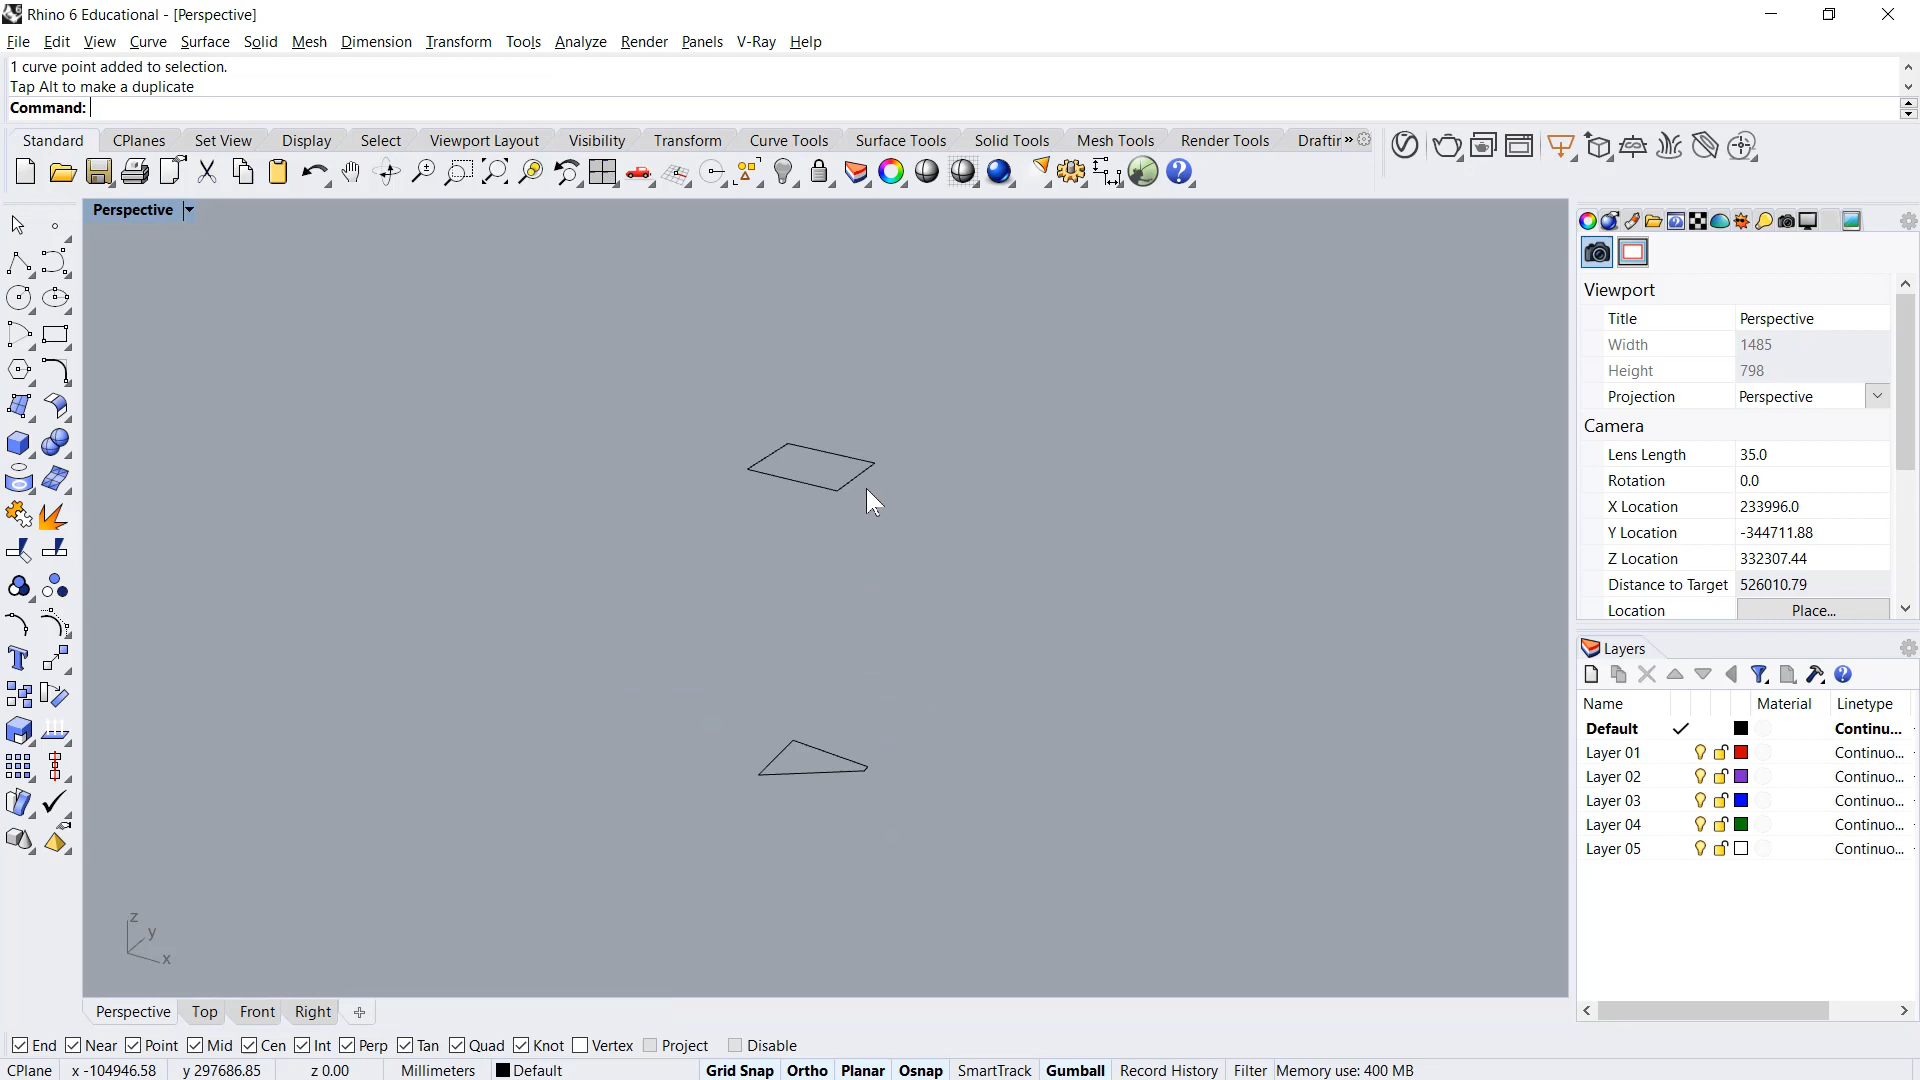 Rhino 6 Educational - [Perspective]
File Edit View Curve Surface Solid Mesh Dimension Transform Tools Analyze Render Panels V-Ray Help
1 curve point added to selection.
Tap Alt to make a duplicate
Command:
Standard CPlanes Set View Display Select Viewport Layout Visibility Transform Curve Tools Surface Tools Solid Tools Mesh Tools Render Tools Draftir »
Perspective
Viewport
Title Perspective
Width 1485
Height 798
Projection Perspective
Camera
Lens Length 35.0
Rotation 0.0
X Location 233996.0
Y Location -344711.88
Z Location 332307.44
Distance to Target 526010.79
Location Place...
Layers
Name Material Linetype
Default Continu...
Layer 01 Continuo...
Layer 02 Continuo...
Layer 03 Continuo...
Layer 04 Continuo...
Layer 05 Continuo...
z
y
x
Perspective Top Front Right
End Near Point Mid Cen Int Perp Tan Quad Knot Vertex Project Disable
CPlane x -104946.58 y 297686.85 z 0.00 Millimeters Default Grid Snap Ortho Planar Osnap SmartTrack Gumball Record History Filter Memory use: 400 MB